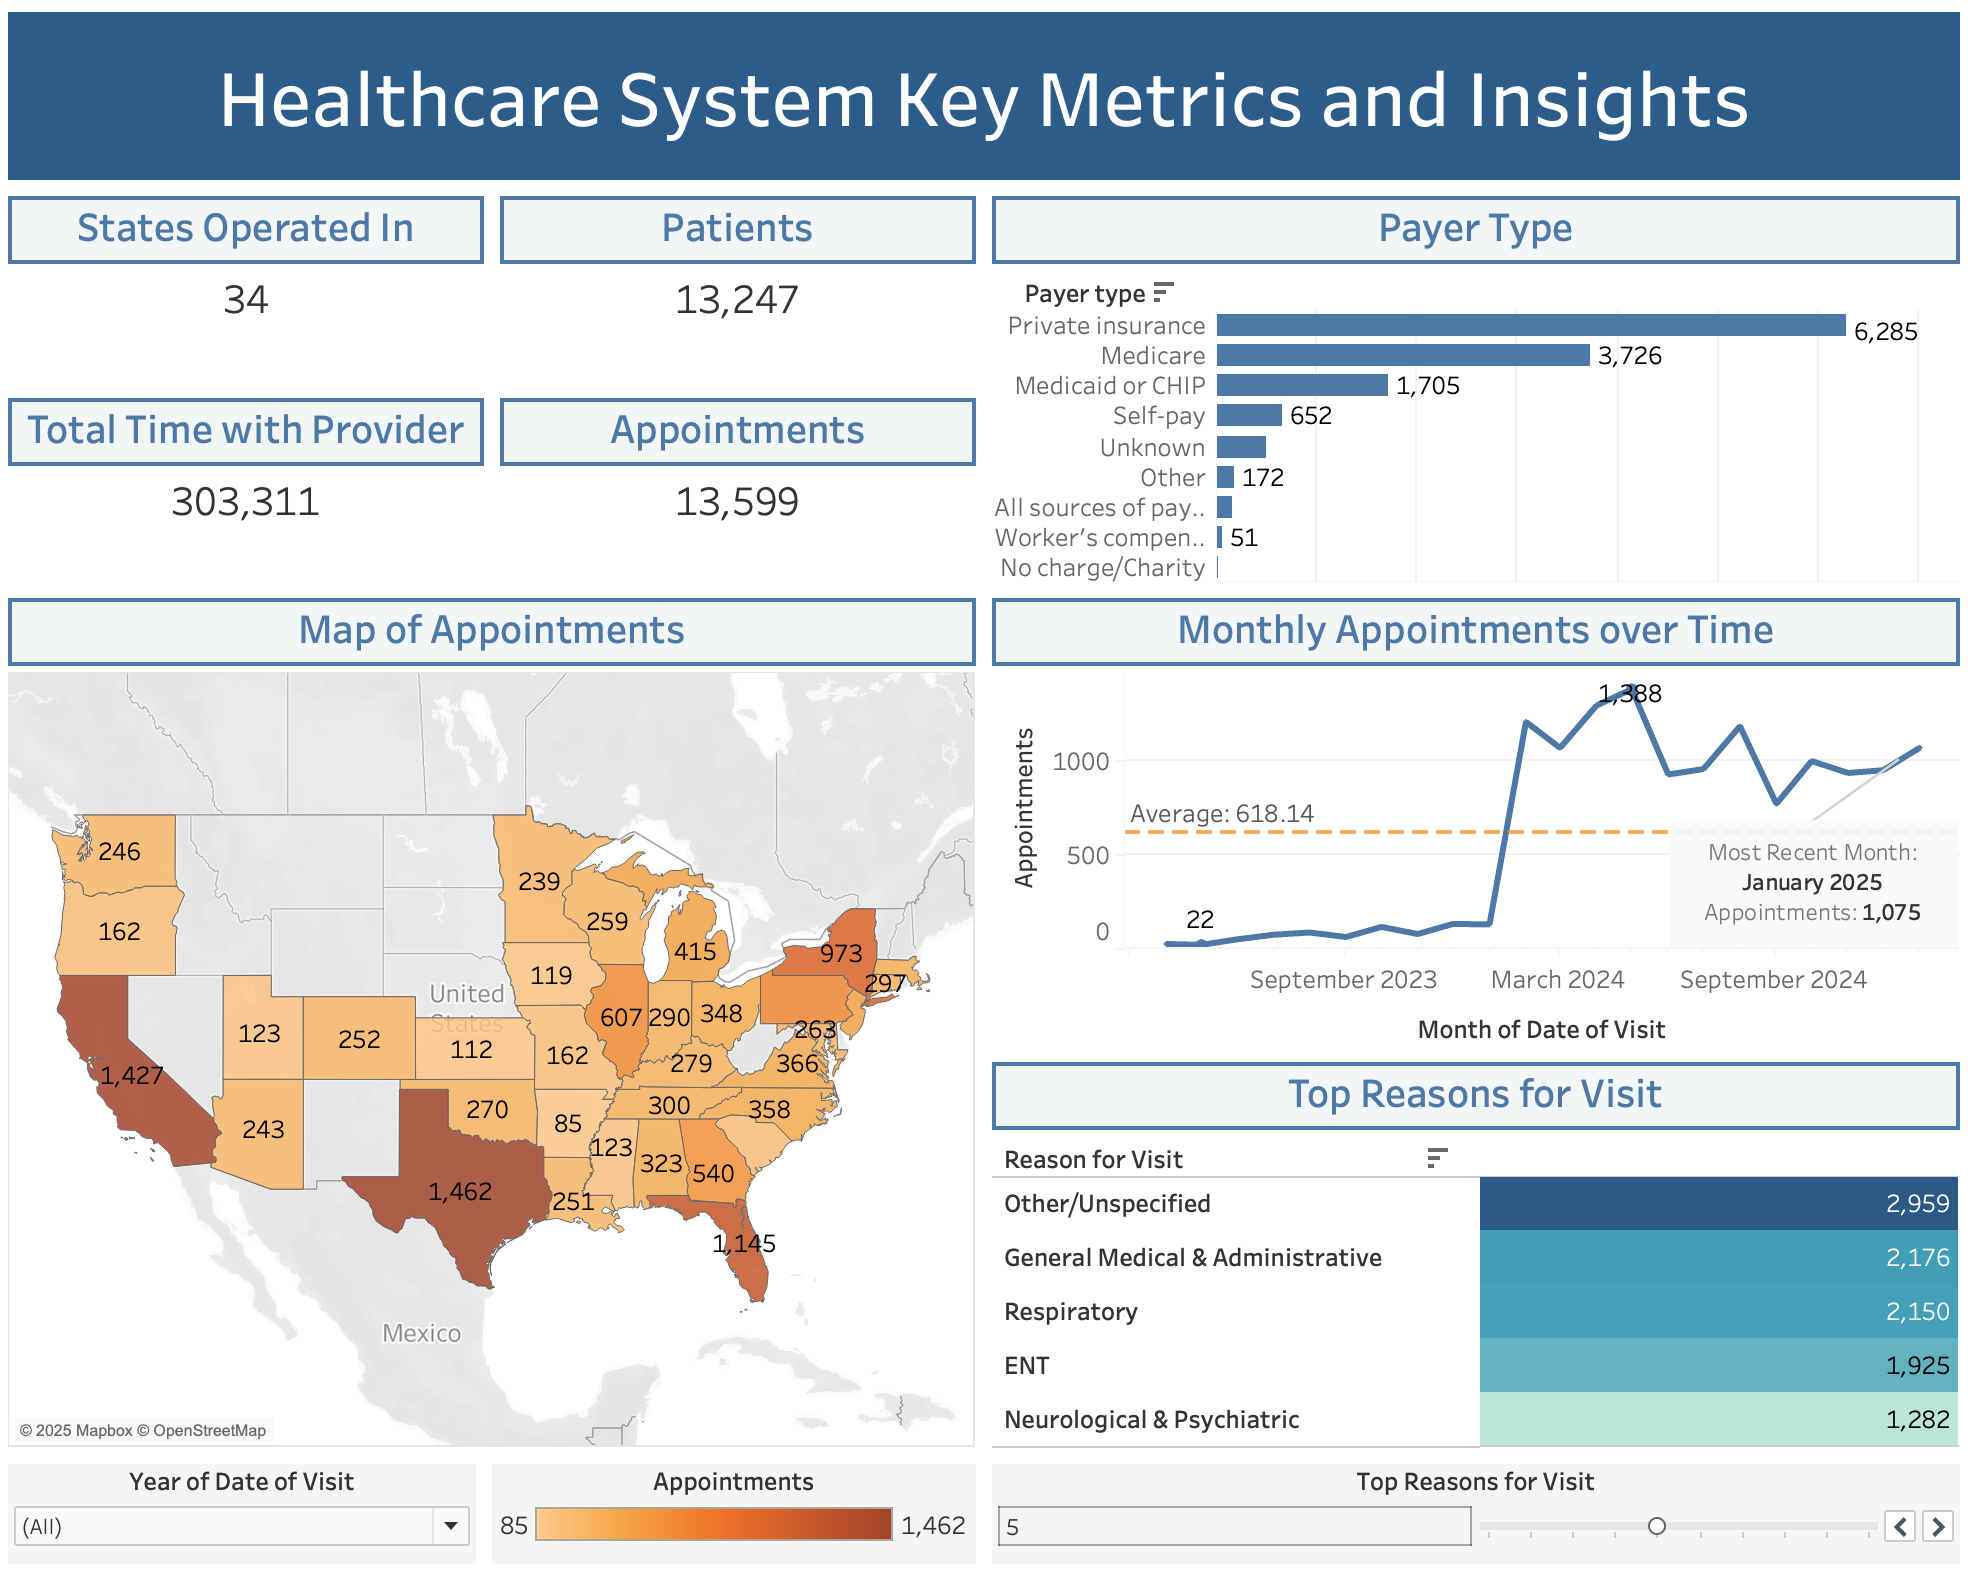 Healthcare System Key Metrics and Insights
States Operated In
34
Patients
13,247
Total Time with Provider
303,311
Appointments
13,599
Payer Type
Payer type
Private insurance
6,285
Medicare
3,726
Medicaid or CHIP
1,705
Self-pay
652
Unknown
Other
172
All sources of pay..
Worker's compen..
51
No charge/Charity
Map of Appointments
246
239
162
259
415
973
297
119
United
States
123
252
112
607
290
348
263
162
279
366
1,427
243
270
85
300
358
123
323
540
1,462
251
1,145
Mexico
© 2025 Mapbox © OpenStreetMap
Monthly Appointments over Time
Appointments
1,388
1000
Average: 618.14
500
0
22
Most Recent Month:
January 2025
Appointments: 1,075
September 2023
March 2024
September 2024
Month of Date of Visit
Top Reasons for Visit
Reason for Visit
Other/Unspecified
2,959
General Medical & Administrative
2,176
Respiratory
2,150
ENT
1,925
Neurological & Psychiatric
1,282
Year of Date of Visit
(All)
Appointments
85
1,462
Top Reasons for Visit
5